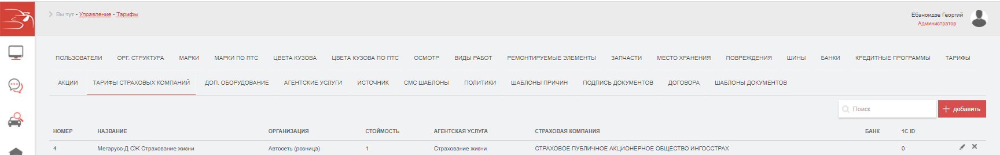 Вы тут - Управление - Тарифы
Ебаноидзе Георгий
Администратор
ПОЛЬЗОВАТЕЛИ ОРГ. СТРУКТУРА МАРКИ МАРКИ ПО ПТС ЦВЕТА КУЗОВА ЦВЕТА КУЗОВА ПО ПТС ОСМОТР ВИДЫ РАБОТ РЕМОНТИРУЕМЫЕ ЭЛЕМЕНТЫ ЗАПЧАСТИ МЕСТО ХРАНЕНИЯ ПОВРЕЖДЕНИЯ ШИНЫ БАНКИ КРЕДИТНЫЕ ПРОГРАММЫ ТАРИФЫ
АКЦИИ ТАРИФЫ СТРАХОВЫХ КОМПАНИЙ ДОП. ОБОРУДОВАНИЕ АГЕНТСКИЕ УСЛУГИ ИСТОЧНИК СМС ШАБЛОНЫ ПОЛИТИКИ ШАБЛОНЫ ПРИЧИН ПОДПИСЬ ДОКУМЕНТОВ ДОГОВОРА ШАБЛОНЫ ДОКУМЕНТОВ
Поиск + добавить
НОМЕР НАЗВАНИЕ ОРГАНИЗАЦИЯ СТОЙМОСТЬ АГЕНТСКАЯ УСЛУГА СТРАХОВАЯ КОМПАНИЯ БАНК 1С ID
4 Мегарусс-Д СЖ Страхование жизни Автосеть (розница) 1 Страхование жизни СТРАХОВОЕ ПУБЛИЧНОЕ АКЦИОНЕРНОЕ ОБЩЕСТВО ИНГОССТРАХ 0